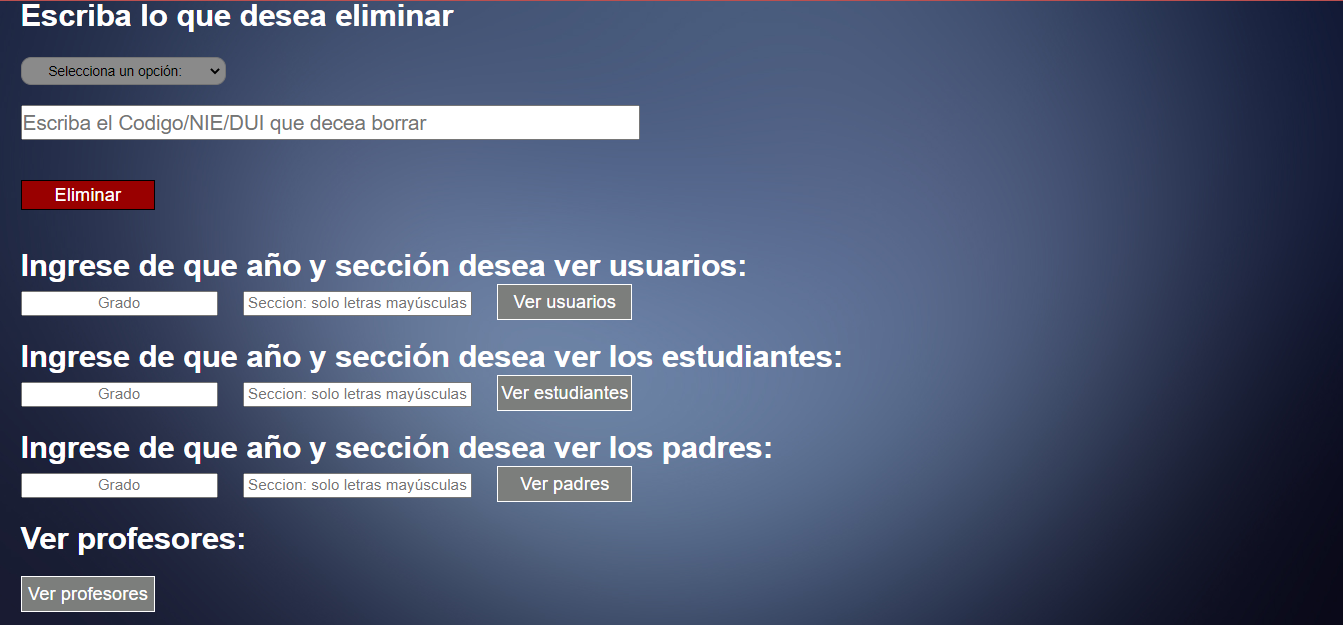 Escriba lo que desea eliminar
Selecciona un opción:
Escriba el Codigo/NIE/DUI que decea borrar
Eliminar
Ingrese de que año y sección desea ver usuarios:
Grado Seccion: solo letras mayúsculas Ver usuarios
Ingrese de que año y sección desea ver los estudiantes:
Grado Seccion: solo letras mayúsculas Ver estudiantes
Ingrese de que año y sección desea ver los padres:
Grado Seccion: solo letras mayúsculas Ver padres
Ver profesores:
Ver profesores